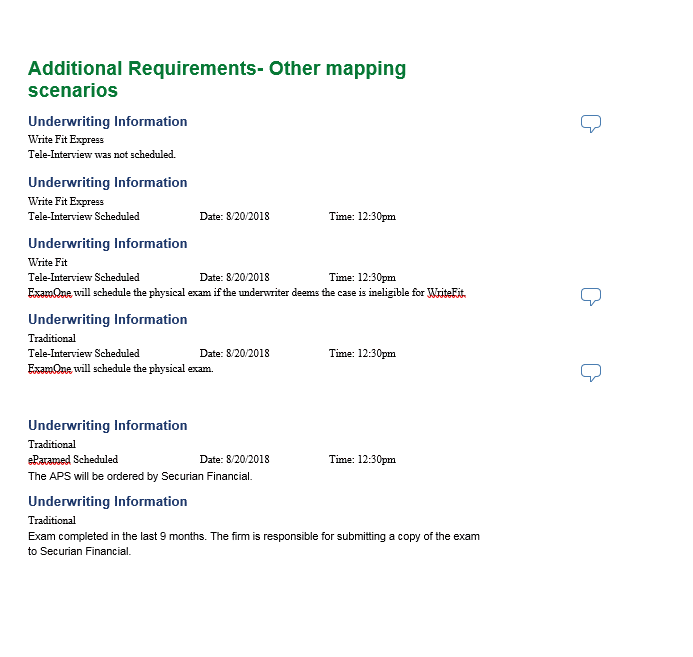 Additional Requirements- Other mapping
scenarios
Underwriting Information
Write Fit Express
Tele-Interview was not scheduled.
Underwriting Information
Write Fit Express
Tele-Interview Scheduled Date: 8/20/2018 Time: 12:30pm
Underwriting Information
Write Fit
Tele-Interview Scheduled Date: 8/20/2018 Time: 12:30pm
ExamOne will schedule the physical exam if the underwriter deems the case is ineligible for WriteFit.
Underwriting Information
Traditional
Tele-Interview Scheduled Date: 8/20/2018 Time: 12:30pm
ExamOne will schedule the physical exam.
Underwriting Information
Traditional
eParamed Scheduled Date: 8/20/2018 Time: 12:30pm
The APS will be ordered by Securian Financial.
Underwriting Information
Traditional
Exam completed in the last 9 months. The firm is responsible for submitting a copy of the exam
to Securian Financial.